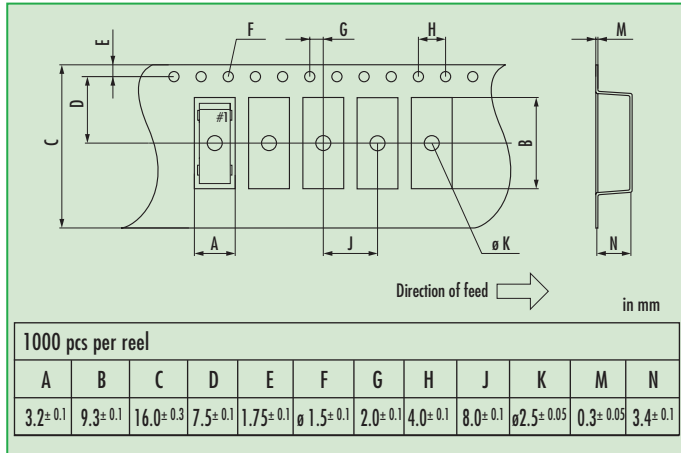 F G H M
E
D
C
#1
B
A J ø K N
Direction of feed
in mm
1000 pcs per reel
A B C D E F G H J K M N
3.2± 0.1 9.3± 0.1 16.0± 0.3 7.5± 0.1 1.75± 0.1 ø 1.5± 0.1 2.0± 0.1 4.0± 0.1 8.0± 0.1 ø2.5± 0.05 0.3± 0.05 3.4± 0.1